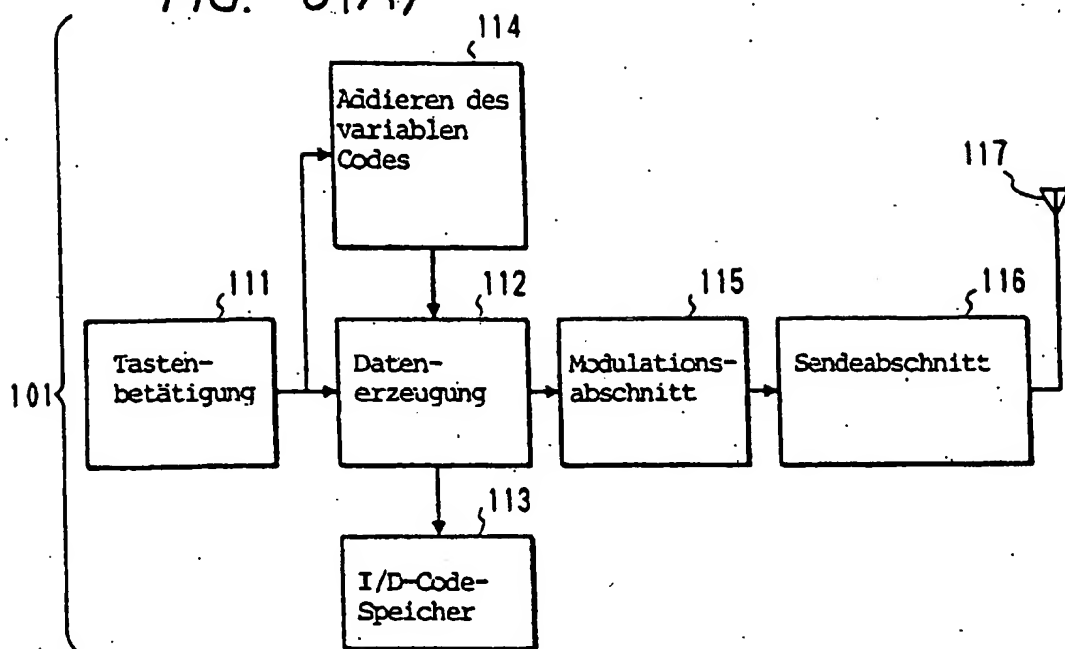 114
Addieren des
variablen
Codes
117
111
112
115
116
Tasten-
betätigung
Daten-
erzeugung
Modulations-
abschnitt
Sendeabschnitt
101
113
I/D-Code-
Speicher